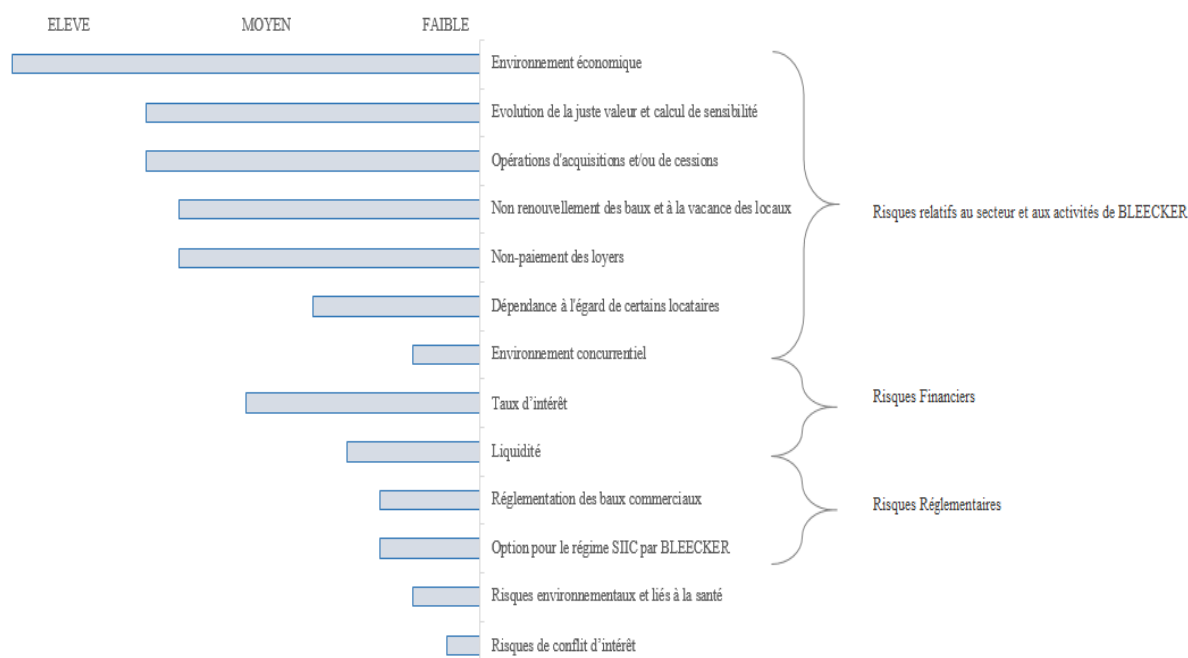 ELEVE MOYEN FAIBLE
Environnement économique
Evolution de la juste valeur et calcul de sensibilité
Opérations d'acquisitions et/ou de cessions
Non renouvellement des baux et à la vacance des locaux
Risques relatifs au secteur et aux activités de BLEECKER
Non-paiement des loyers
Dépendance à l'égard de certains locataires
Environnement concurrentiel
Taux d’intérêt
Risques Financiers
Liquidité
Réglementation des baux commerciaux
Risques Réglementaires
Option pour le régime SIIC par BLEECKER
Risques environnementaux et liés à la santé
Risques de conflit d’intérêt